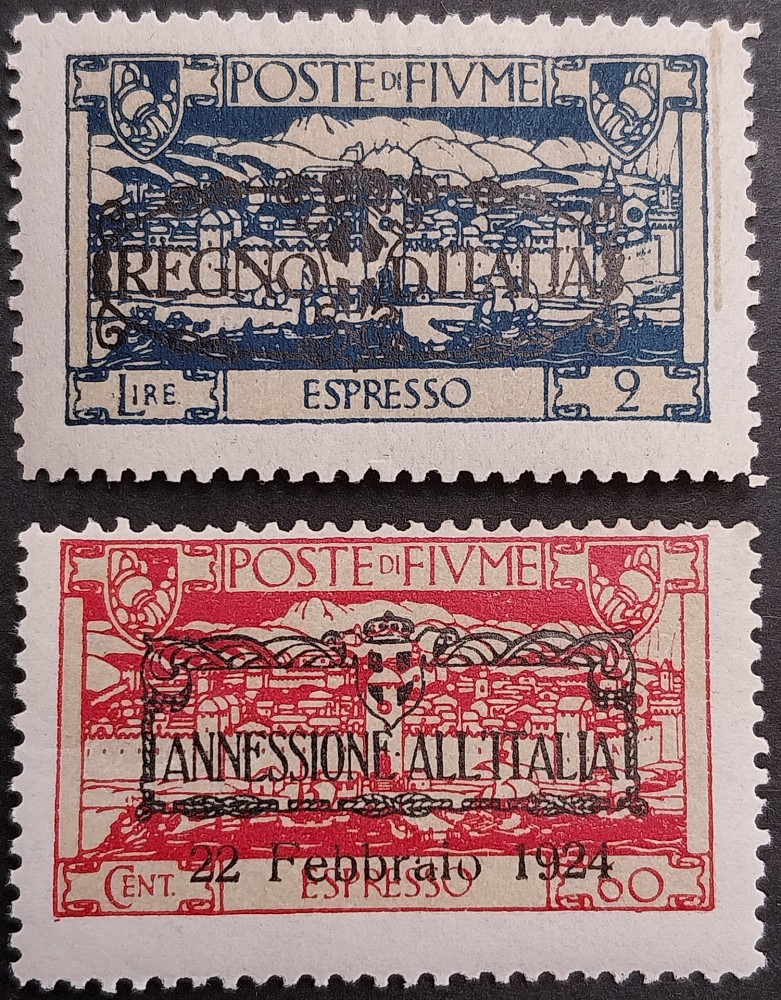 POSTE DI FIVME
REGNO D'ITALIA
LIRE ESPRESSO 2
POSTE DI FIVME
ANNESSIONE ALL'ITALIA
22 Febbraio 1924
CENT. ESPRESSO 60